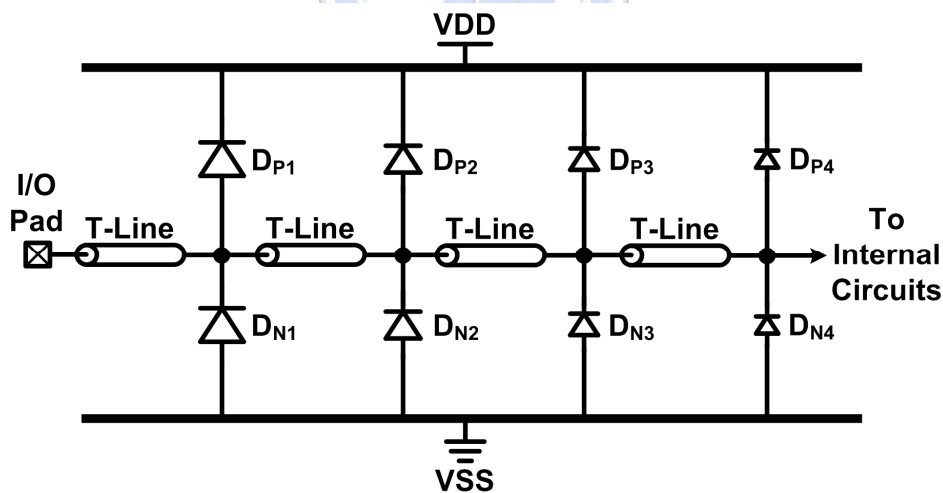 VDD
DP1
DP2
DP3
DP4
I/O
Pad
T-Line
T-Line
T-Line
T-Line
To
Internal
Circuits
DN1
DN2
DN3
DN4
VSS